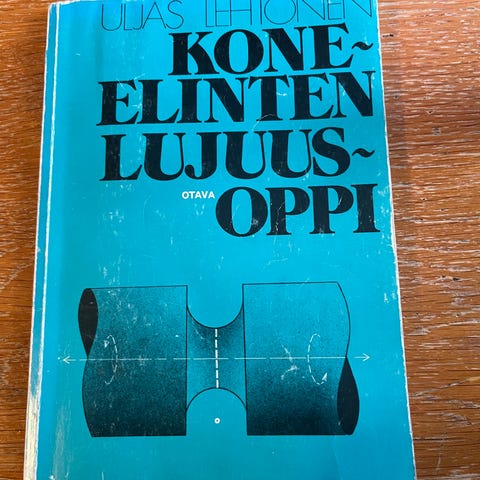 ULJAS LEHTONEN
KONE-
ELINTEN
LUJUUS-
OTAVA OPPI